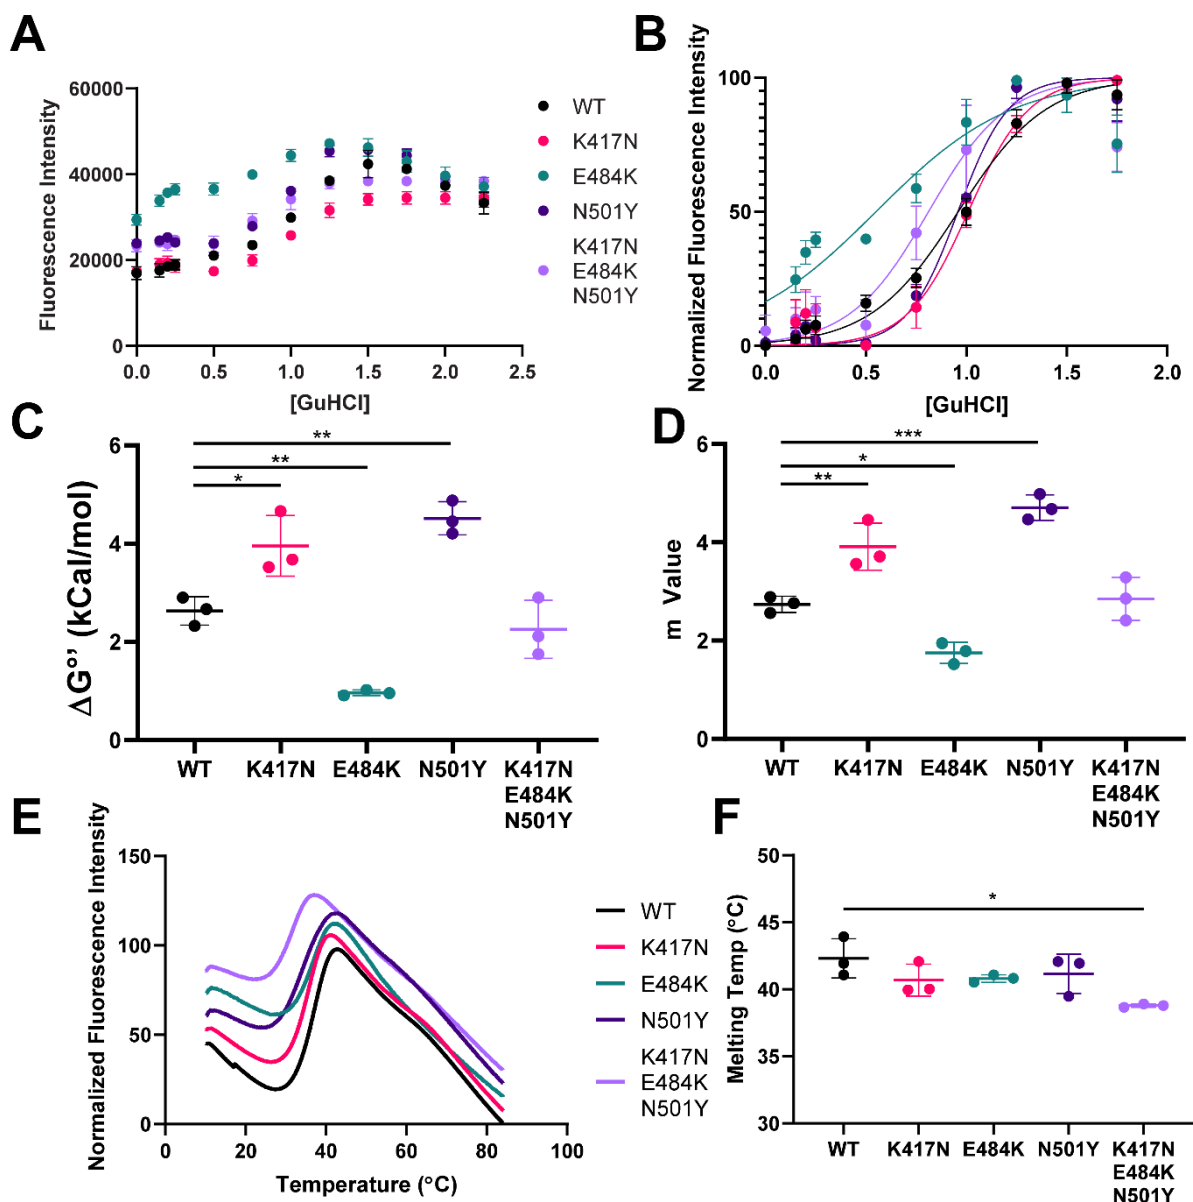 A
Fluorescence Intensity
60000
40000
20000
0
0.0 0.5 1.0 1.5 2.0 2.5
[GuHCl]
WT
K417N
E484K
N501Y
K417N
E484K
N501Y
B
Normalized Fluorescence Intensity
100
50
0
0.0 0.5 1.0 1.5 2.0
[GuHCl]
C
ΔG°’ (kCal/mol)
6
4
2
0
**
**
*
WT K417N E484K N501Y K417N
E484K
N501Y
D
m Value
6
4
2
0
***
*
**
WT K417N E484K N501Y K417N
E484K
N501Y
E
Normalized Fluorescence Intensity
150
100
50
0
0 20 40 60 80 100
Temperature (°C)
WT
K417N
E484K
N501Y
K417N
E484K
N501Y
F
Melting Temp (°C)
50
45
40
35
30
*
WT K417N E484K N501Y K417N
E484K
N501Y